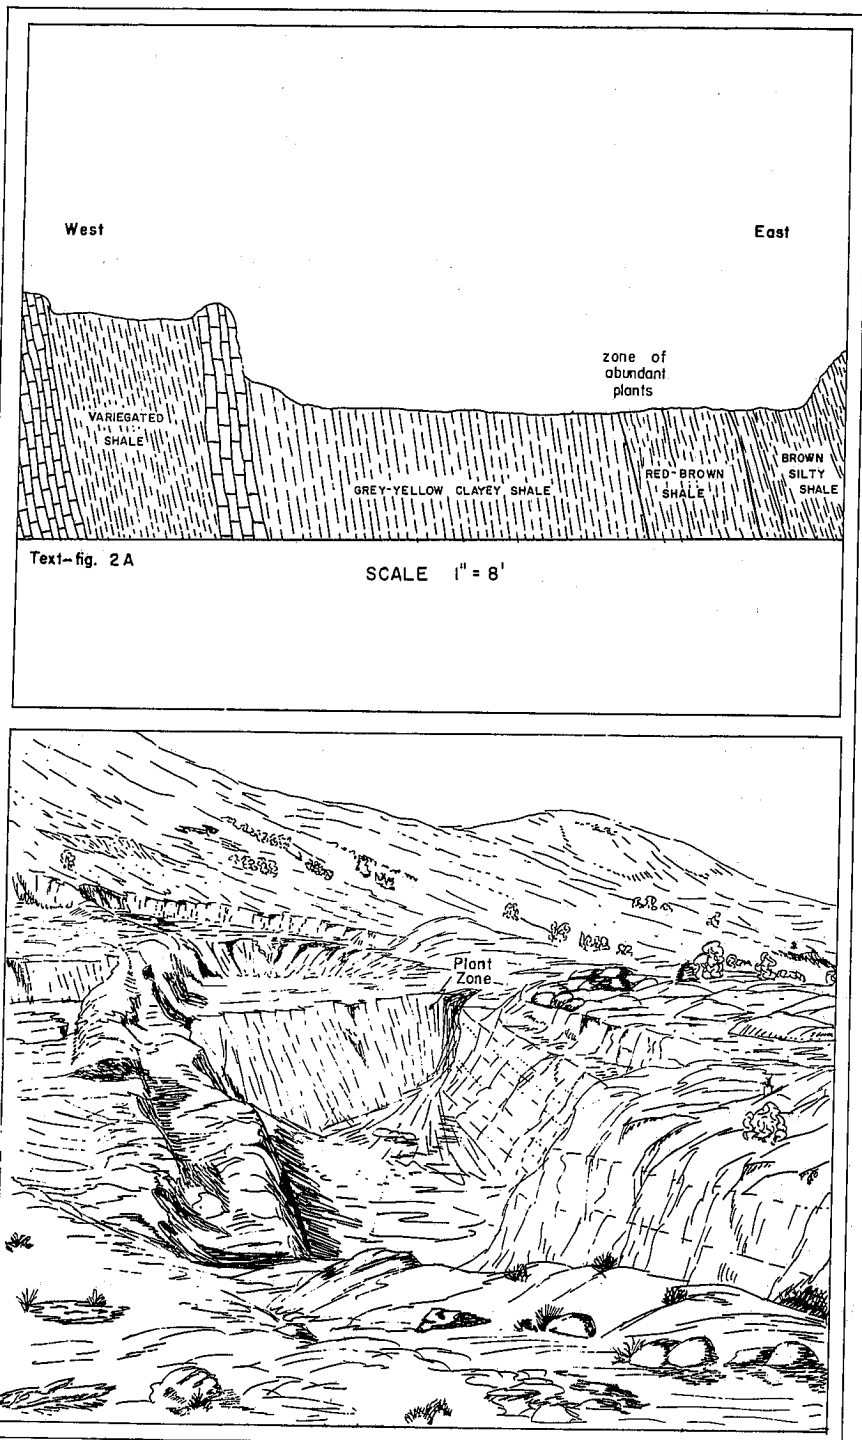 West
East
zone of
abundant
plants
VARIEGATED
SHALE
GREY-YELLOW CLAYEY SHALE
RED-BROWN
SHALE
BROWN
SILTY
SHALE
Text-fig. 2A
SCALE 1" = 8'
Plant
Zone